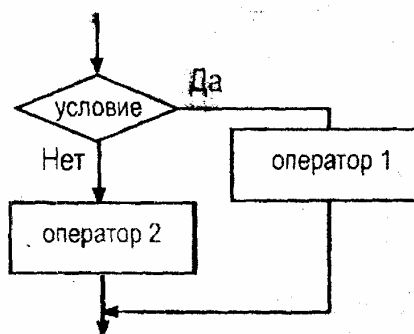 Да
условие
Нет
оператор 1
оператор 2